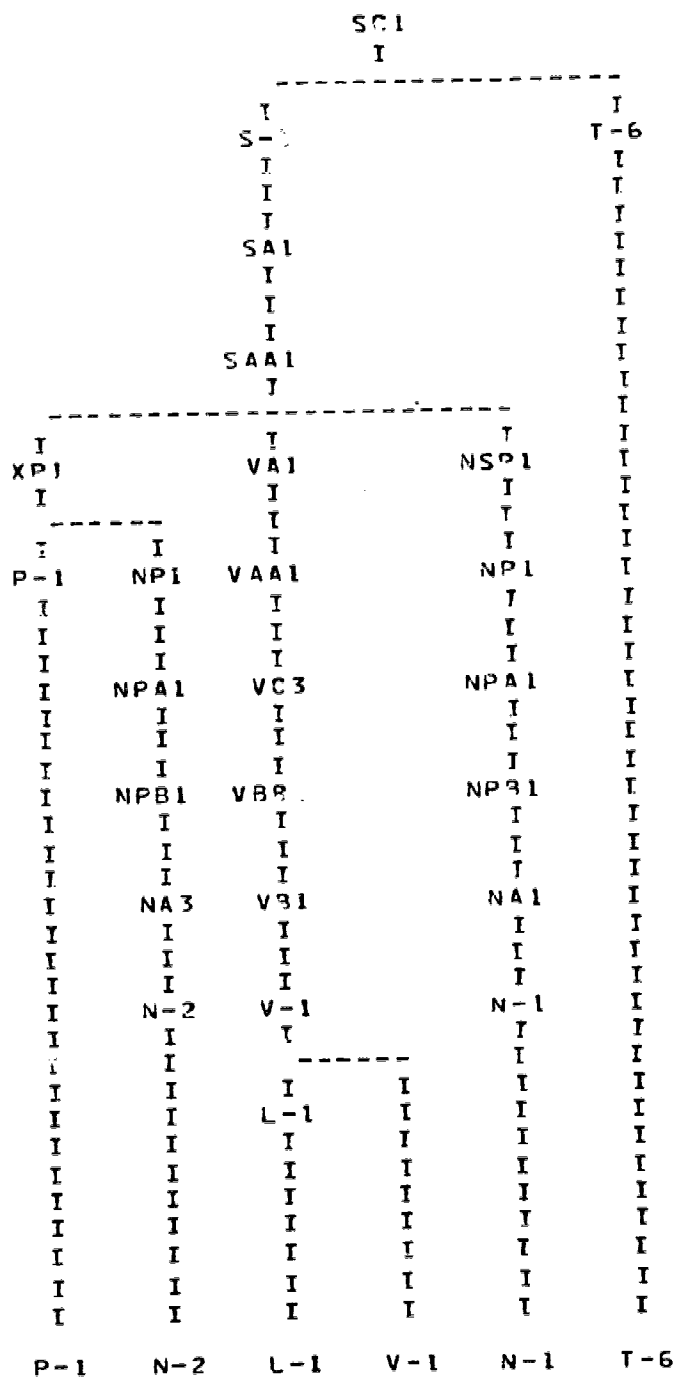 SC1
T-6
SA1
SAA1
XP1 VA1 NSP1
P-1 NP1 VAA1 NP1
NPA1 VC3 NPA1
NPB1 NPB1
NA3 VB1 NA1
N-2 V-1 N-1
L-1
P-1 N-2 L-1 V-1 N-1 T-6